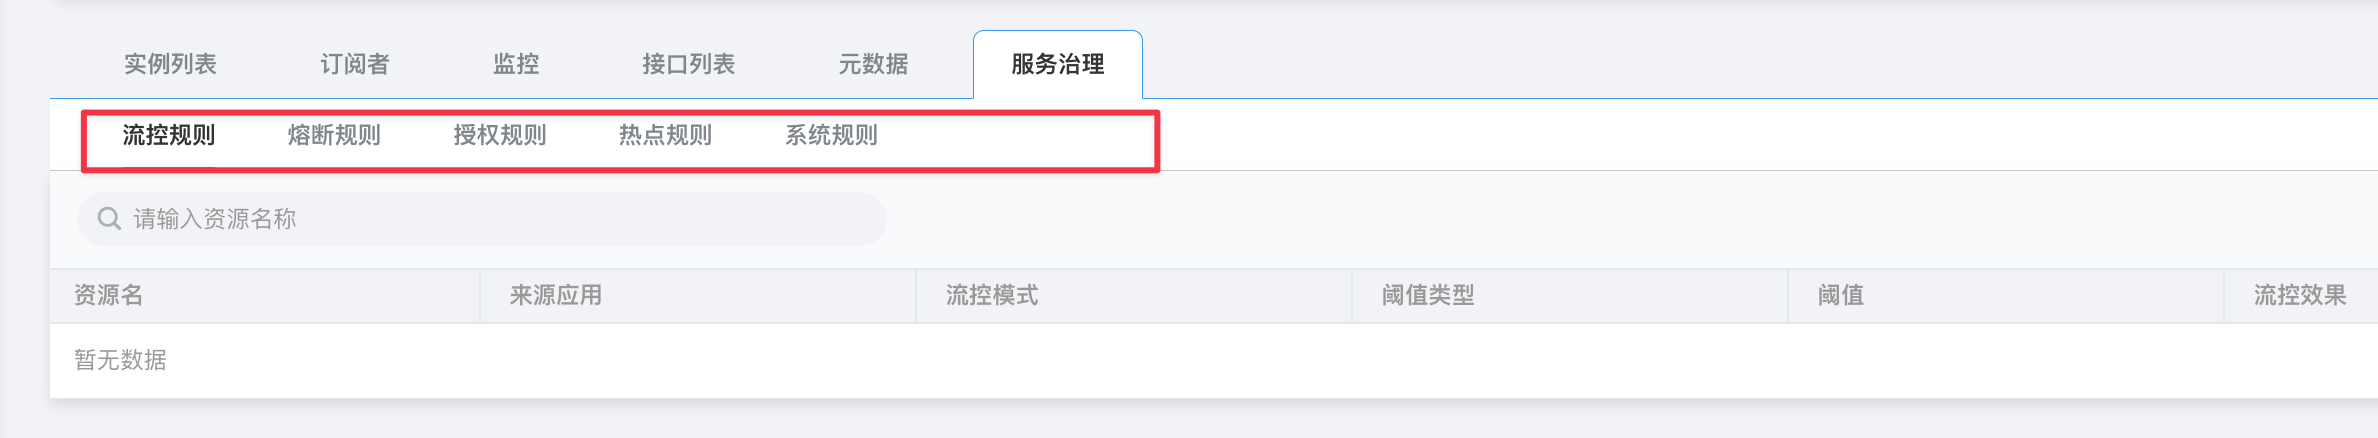 实例列表 订阅者 监控 接口列表 元数据 服务治理
流控规则 熔断规则 授权规则 热点规则 系统规则
请输入资源名称
资源名 来源应用 流控模式 阈值类型 阈值 流控效果
暂无数据